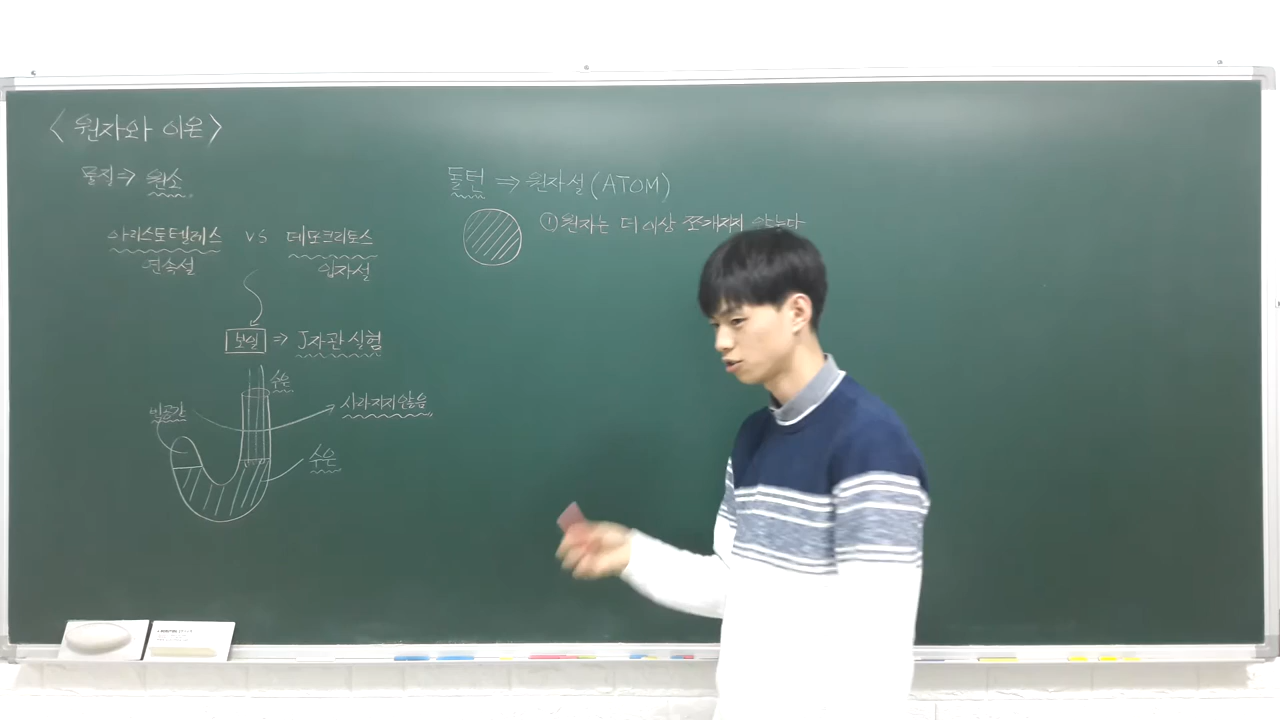 <원자와 이온>
물질 ⇒ 원소
아리스토텔레스 VS 데모크리토스
연속설 입자설
보일 ⇒ J자관 실험
수은
빈공간
사라지지 않음
수은
돌턴 ⇒ 원자설(ATOM)
① 원자는 더 이상 쪼개지지 않는다